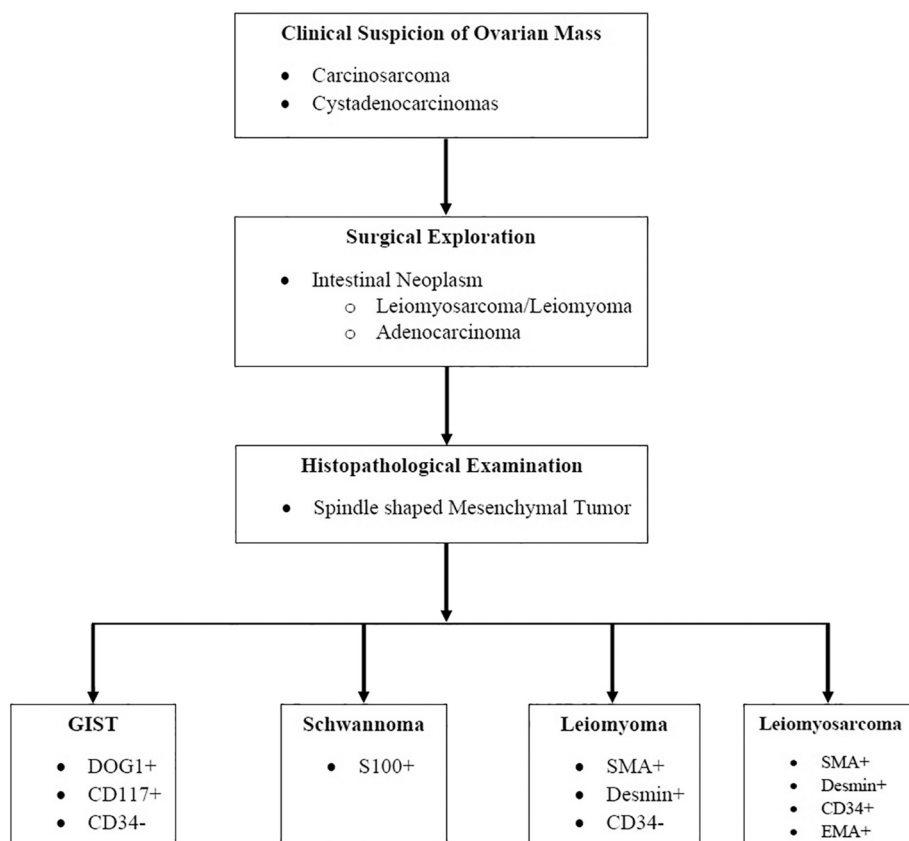 Clinical Suspicion of Ovarian Mass
• Carcinosarcoma
• Cystadenocarcinomas
Surgical Exploration
• Intestinal Neoplasm
o Leiomyosarcoma/Leiomyoma
o Adenocarcinoma
Histopathological Examination
• Spindle shaped Mesenchymal Tumor
GIST
• DOG1+
• CD117+
• CD34-
Schwannoma
• S100+
Leiomyoma
• SMA+
• Desmin+
• CD34-
Leiomyosarcoma
• SMA+
• Desmin+
• CD34+
• EMA+